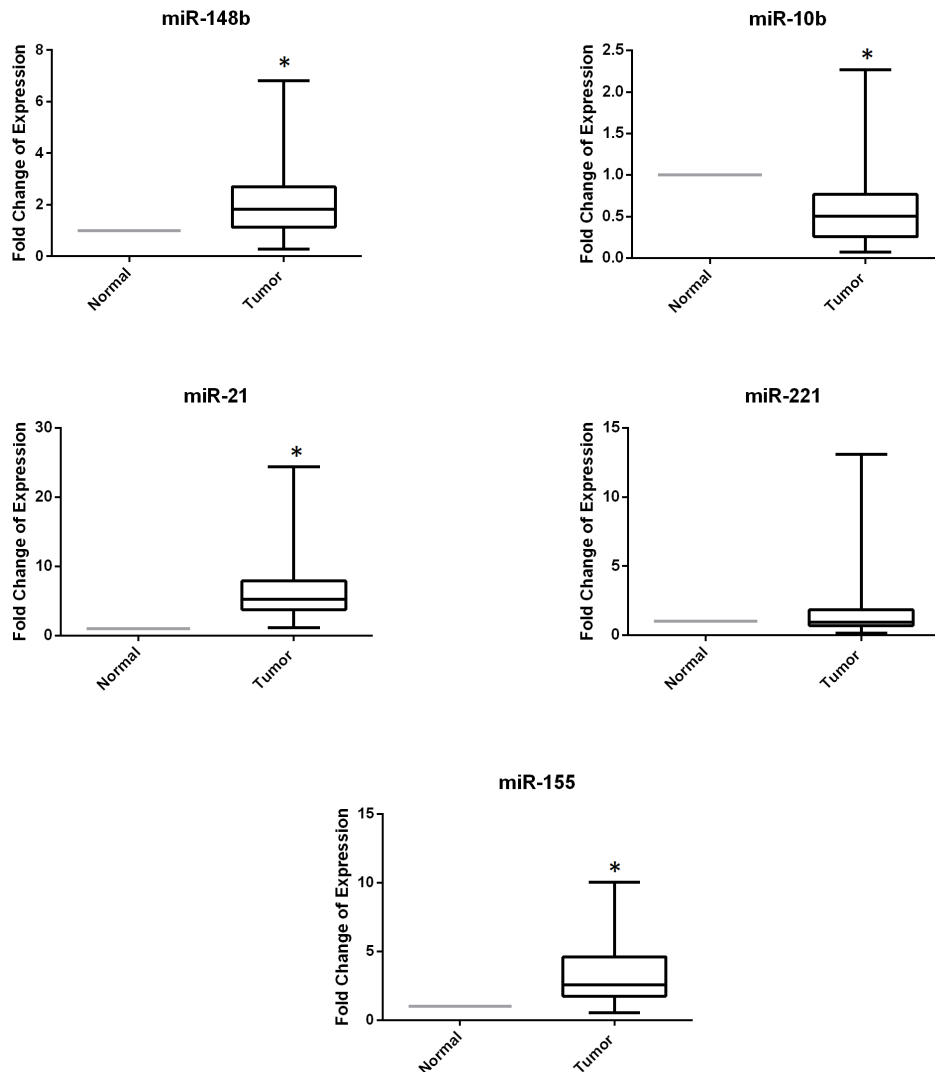 miR-148b
Fold Change of Expression
8
6
4
2
0
*
Normal
Tumor
miR-10b
Fold Change of Expression
2.5
2.0
1.5
1.0
0.5
0.0
*
Normal
Tumor
miR-21
Fold Change of Expression
30
20
10
0
*
Normal
Tumor
miR-221
Fold Change of Expression
15
10
5
0
Normal
Tumor
miR-155
Fold Change of Expression
15
10
5
0
*
Normal
Tumor